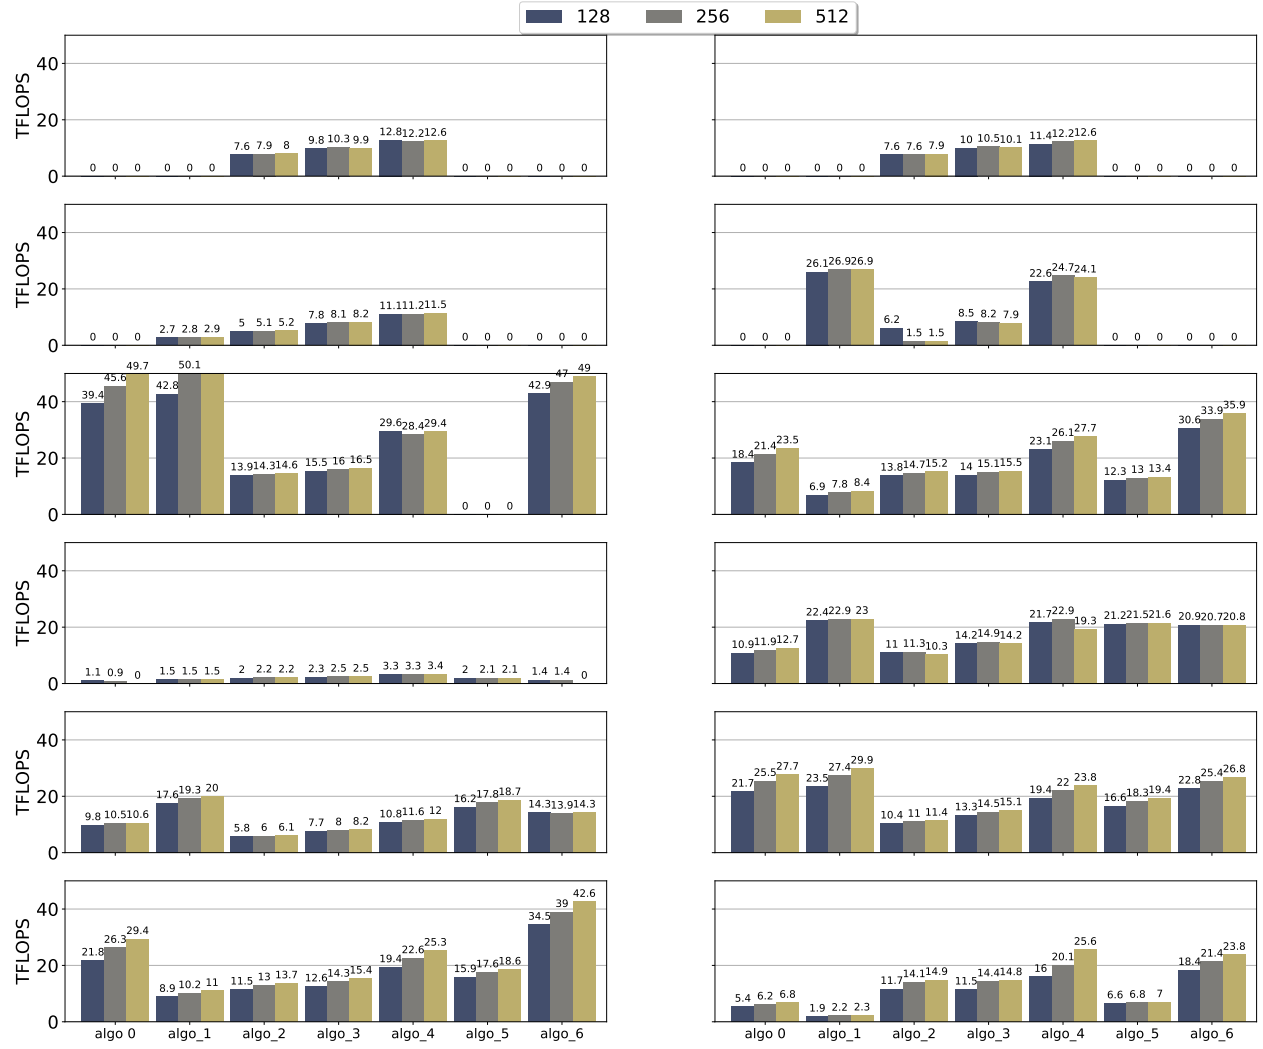 128 256 512
TFLOPS
40
20
0
0 0 0 0 0 0 7.6 7.9 8 9.8 10.3 9.9 12.8 12.2 12.6 0 0 0 0 0 0
0 0 0 0 0 0 7.6 7.6 7.9 10 10.5 10.1 11.4 12.2 12.6 0 0 0 0 0 0
TFLOPS
40
20
0
0 0 0 2.7 2.8 2.9 5 5.1 5.2 7.8 8.1 8.2 11.1 11.2 11.5 0 0 0 0 0 0
0 0 0 26.1 26.9 26.9 6.2 1.5 1.5 8.5 8.2 7.9 22.6 24.7 24.1 0 0 0 0 0 0
TFLOPS
40
20
0
39.4 45.6 49.7 42.8 50.1 13.9 14.3 14.6 15.5 16 16.5 29.6 28.4 29.4 0 0 0 42.9 47 49
18.4 21.4 23.5 6.9 7.8 8.4 13.8 14.7 15.2 14 15.1 15.5 23.1 26.1 27.7 12.3 13 13.4 30.6 33.9 35.9
TFLOPS
40
20
0
1.1 0.9 0 1.5 1.5 1.5 2 2.2 2.2 2.3 2.5 2.5 3.3 3.3 3.4 2 2.1 2.1 1.4 1.4 0
10.9 11.9 12.7 22.4 22.9 23 11 11.3 10.3 14.2 14.9 14.2 21.7 22.9 19.3 21.2 21.5 21.6 20.9 20.7 20.8
TFLOPS
40
20
0
9.8 10.5 10.6 17.6 19.3 20 5.8 6 6.1 7.7 8 8.2 10.8 11.6 12 16.2 17.8 18.7 14.3 13.9 14.3
21.7 25.5 27.7 23.5 27.4 29.9 10.4 11 11.4 13.3 14.5 15.1 19.4 22 23.8 16.6 18.3 19.4 22.8 25.4 26.8
TFLOPS
40
20
0
21.8 26.3 29.4 8.9 10.2 11 11.5 13 13.7 12.6 14.3 15.4 19.4 22.6 25.3 15.9 17.6 18.6 34.5 39 42.6
algo 0 algo_1 algo_2 algo_3 algo_4 algo_5 algo_6
5.4 6.2 6.8 1.9 2.2 2.3 11.7 14.1 14.9 11.5 14.4 14.8 16 20.1 25.6 6.6 6.8 7 18.4 21.4 23.8
algo 0 algo_1 algo_2 algo_3 algo_4 algo_5 algo_6